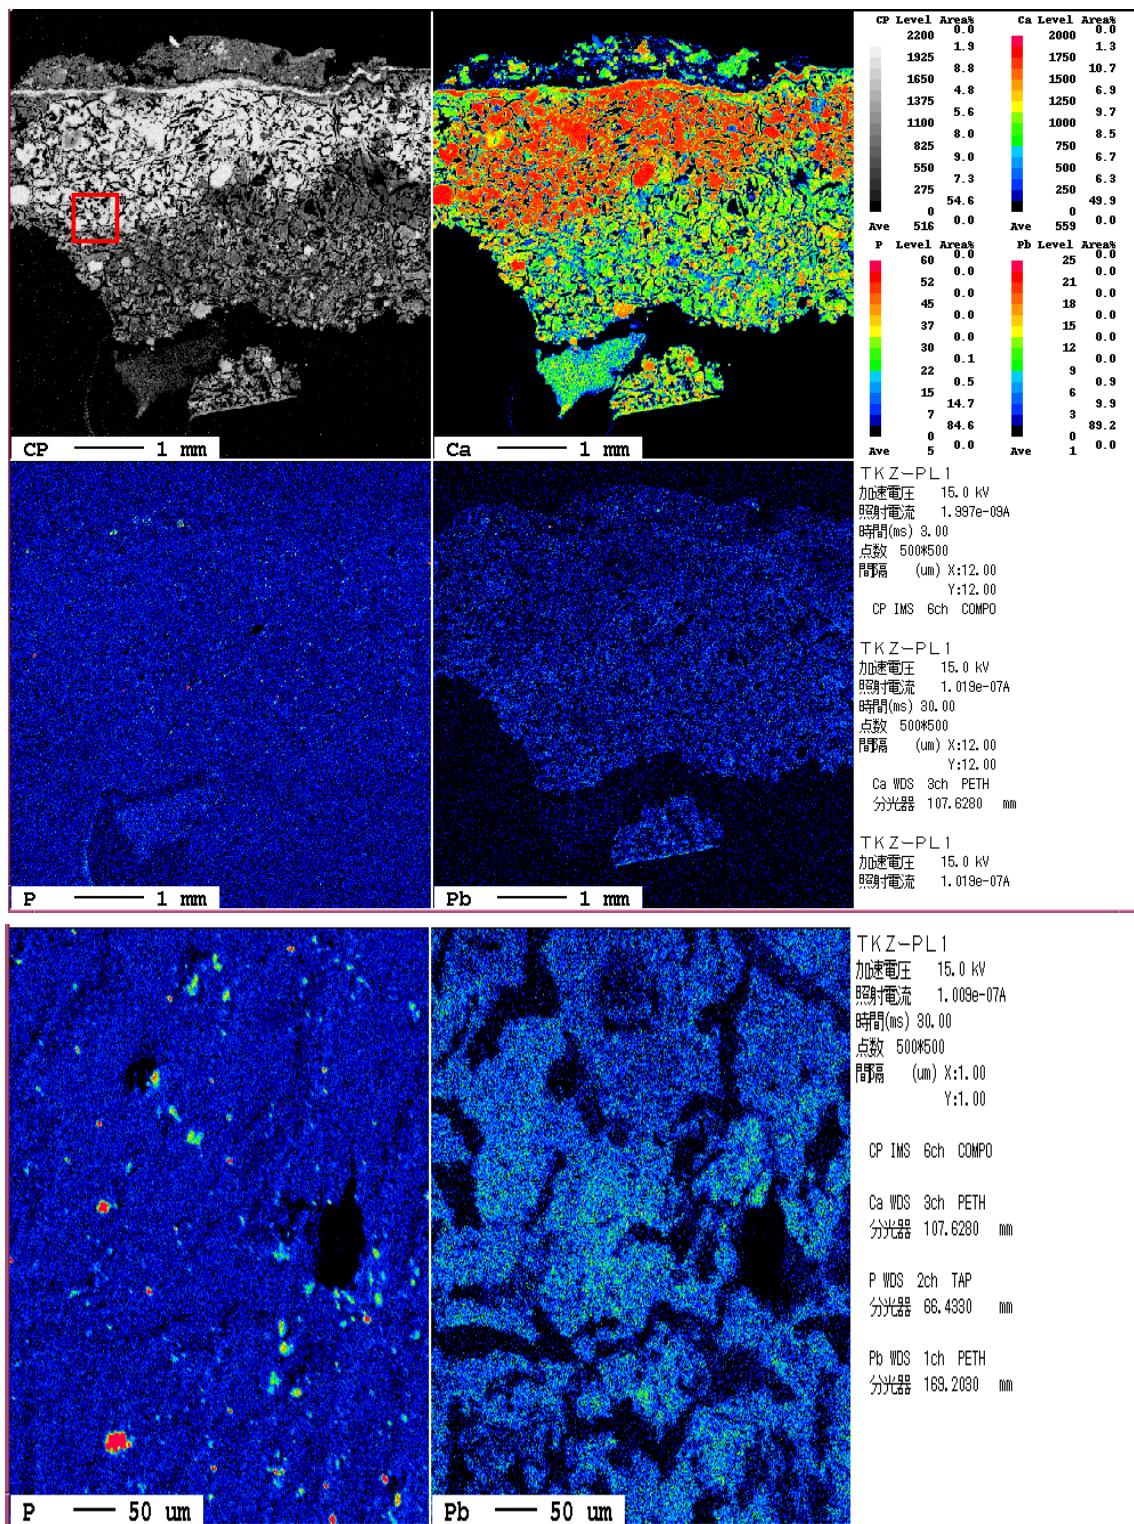 CP Level Area%
0.0
2200
1.9
1925
8.8
1650
4.8
1375
5.6
1100
8.0
825
9.0
550
7.3
275
54.6
0
0.0
Ave 516
Ca Level Area%
0.0
2000
1.3
1750
10.7
1500
6.9
1250
9.7
1000
8.5
750
6.7
500
6.3
250
49.9
0
0.0
Ave 559
P Level Area%
0.0
60
0.0
52
0.0
45
0.0
37
0.0
30
0.1
22
0.5
15
14.7
7
84.6
0
0.0
Ave 5
Pb Level Area%
0.0
25
0.0
21
0.0
18
0.0
15
0.0
12
0.0
9
0.9
6
9.9
3
89.2
0
0.0
Ave 1
CP 1 mm
Ca 1 mm
P 1 mm
Pb 1 mm
TKZ-PL1
加速電圧 15.0 kV
照射電流 1.997e-09A
時間(ms) 3.00
点数 500*500
間隔 (um) X:12.00
Y:12.00
CP IMS 6ch COMPO
TKZ-PL1
加速電圧 15.0 kV
照射電流 1.019e-07A
時間(ms) 30.00
点数 500*500
間隔 (um) X:12.00
Y:12.00
Ca WDS 3ch PETH
分光器 107.6280 mm
TKZ-PL1
加速電圧 15.0 kV
照射電流 1.019e-07A
P 50 um
Pb 50 um
TKZ-PL1
加速電圧 15.0 kV
照射電流 1.009e-07A
時間(ms) 30.00
点数 500*500
間隔 (um) X:1.00
Y:1.00
CP IMS 6ch COMPO
Ca WDS 3ch PETH
分光器 107.6280 mm
P WDS 2ch TAP
分光器 66.4330 mm
Pb WDS 1ch PETH
分光器 169.2030 mm